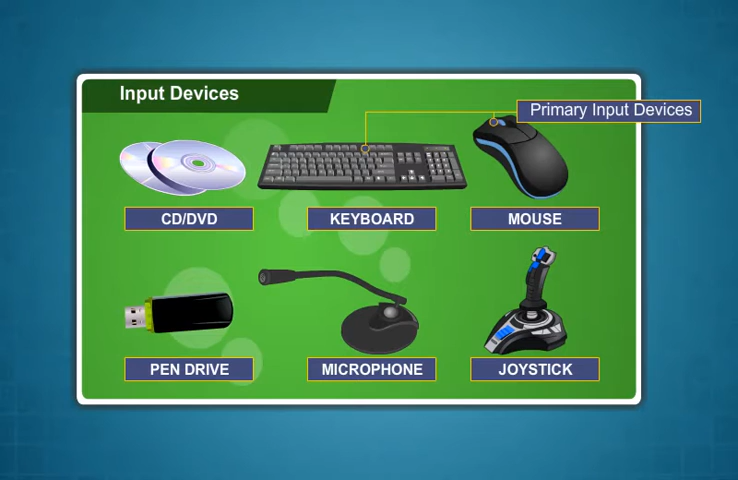 Input Devices
Primary Input Devices
CD/DVD
KEYBOARD
MOUSE
PEN DRIVE
MICROPHONE
JOYSTICK